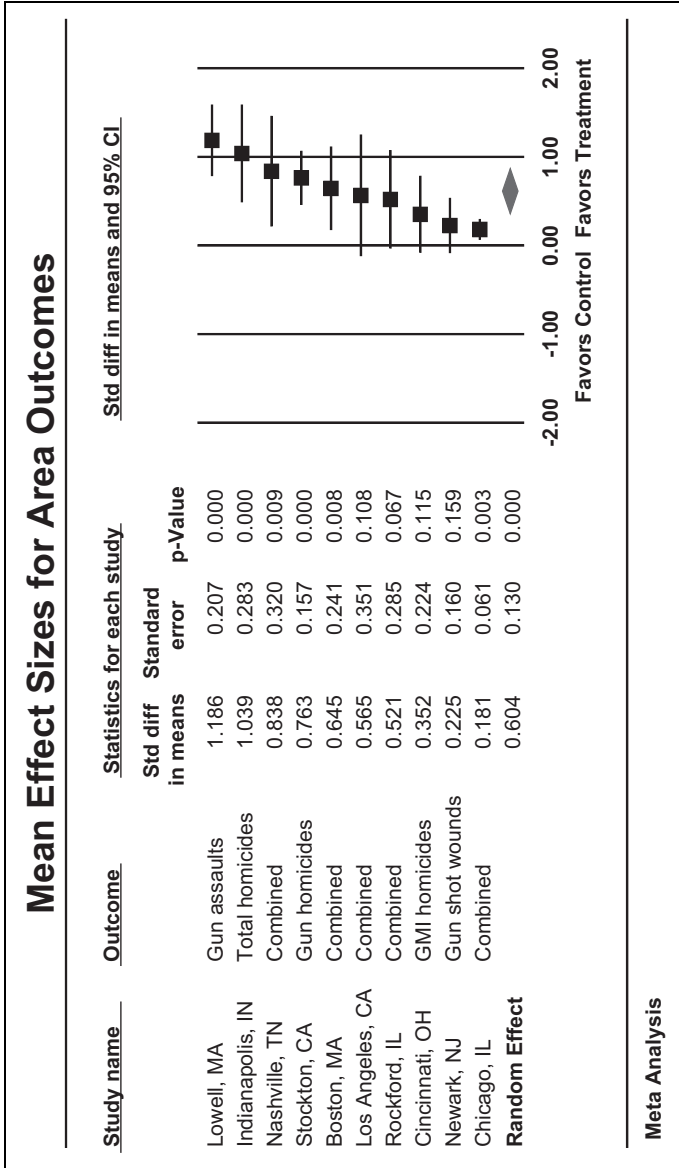 Mean Effect Sizes for Area Outcomes
Study name Outcome Statistics for each study Std diff in means and 95% CI
Std diff in means Standard error p-Value
Lowell, MA Gun assaults 1.186 0.207 0.000
Indianapolis, IN Total homicides 1.039 0.283 0.000
Nashville, TN Combined 0.838 0.320 0.009
Stockton, CA Gun homicides 0.763 0.157 0.000
Boston, MA Combined 0.645 0.241 0.008
Los Angeles, CA Combined 0.565 0.351 0.108
Rockford, IL Combined 0.521 0.285 0.067
Cincinnati, OH GMI homicides 0.352 0.224 0.115
Newark, NJ Gun shot wounds 0.225 0.160 0.159
Chicago, IL Combined 0.181 0.061 0.003
Random Effect 0.604 0.130 0.000
-2.00 -1.00 0.00 1.00 2.00
Favors Control Favors Treatment
Meta Analysis